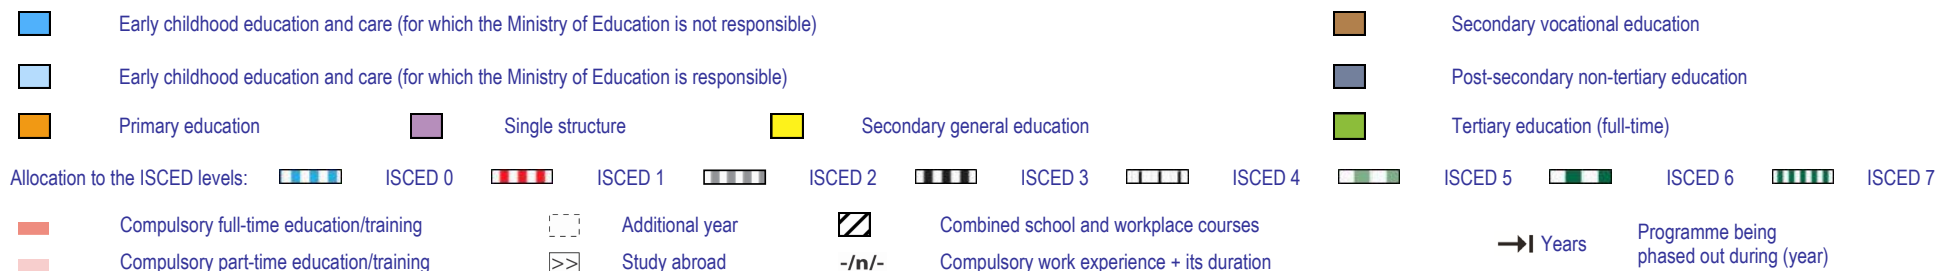 Early childhood education and care (for which the Ministry of Education is not responsible)
Secondary vocational education
Early childhood education and care (for which the Ministry of Education is responsible)
Post-secondary non-tertiary education
Primary education
Single structure
Secondary general education
Tertiary education (full-time)
Allocation to the ISCED levels: ISCED 0 ISCED 1 ISCED 2 ISCED 3 ISCED 4 ISCED 5 ISCED 6 ISCED 7
Compulsory full-time education/training
Additional year
Combined school and workplace courses
Years
Programme being
phased out during (year)
Compulsory part-time education/training
>> Study abroad
-/n/- Compulsory work experience + its duration